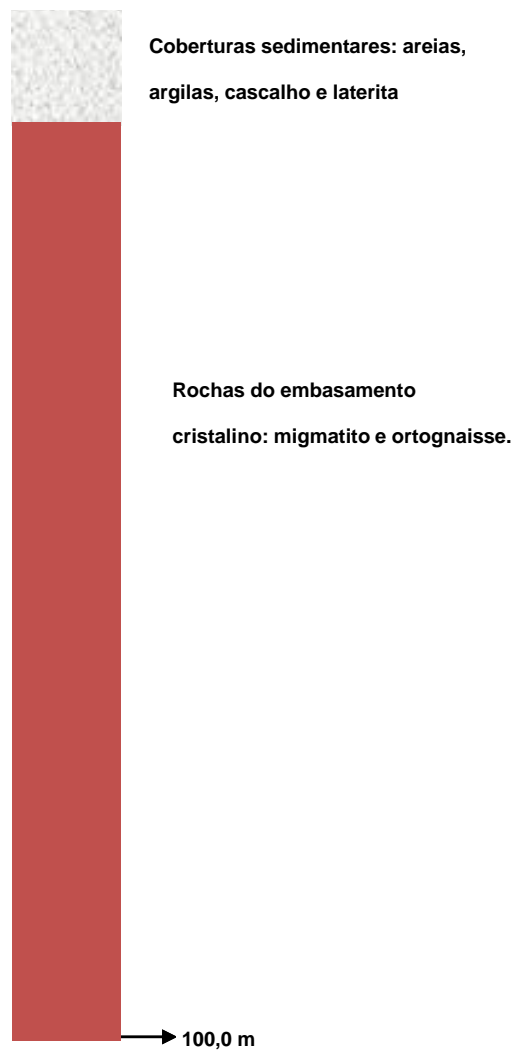 Coberturas sedimentares: areias,
argilas, cascalho e laterita
Rochas do embasamento
cristalino: migmatito e ortognaisse.
100,0 m